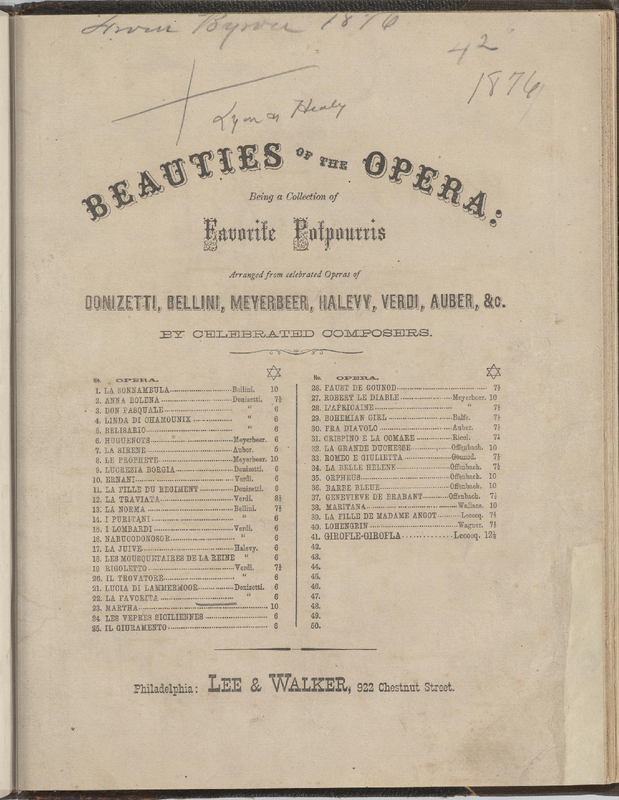 1876
42
1876
Lyon & Healy
BEAUTIES OF THE OPERA:
Being a Collection of
Favorite Potpourris
Arranged from celebrated Operas of
DONIZETTI, BELLINI, MEYERBEER, HALEVY, VERDI, AUBER, &c.
BY CELEBRATED COMPOSERS.
No. OPERA.
1. LA SONNAMBULA Bellini. 10
2. ANNA BOLENA Donizetti. 7½
3. DON PASQUALE " 6
4. LINDA DI CHAMOUNIX " 6
5. BELISARIO " 6
6. HUGUENOTS Meyerbeer. 6
7. LA SIRENE Auber. 5
8. LE PROPHETE Meyerbeer. 10
9. LUCREZIA BORGIA Donizetti. 6
10. ERNANI Verdi. 6
11. LA FILLE DU REGIMENT Donizetti. 6
12. LA TRAVIATA Verdi. 8½
13. LA NORMA Bellini. 7½
14. I PURITANI " 6
15. I LOMBARDI Verdi. 6
16. NABUCODONOSOR " 6
17. LA JUIVE Halevy. 6
18. LES MOUSQUETAIRES DE LA REINE " 6
19. RIGOLETTO Verdi. 7½
20. IL TROVATORE " 6
21. LUCIA DI LAMMERMOOR Donizetti. 6
22. LA FAVORITA " 6
23. MARTHA 10
24. LES VEPRES SICILIENNES 6
25. IL GIURAMENTO 6
No. OPERA.
26. FAUST DE GOUNOD 7½
27. ROBERT LE DIABLE Meyerbeer. 10
28. L'AFRICAINE " 7½
29. BOHEMIAN GIRL Balfe. 7½
30. FRA DIAVOLO Auber. 7½
31. CRISPINO E LA COMARE Ricci. 7½
32. LA GRANDE DUCHESSE Offenbach. 10
33. ROMEO E GIULIETTA Gounod. 7½
34. LA BELLE HELENE Offenbach. 7½
35. ORPHEUS Offenbach. 10
36. BARBE BLEUE Offenbach. 10
37. GENEVIEVE DE BRABANT Offenbach. 7½
38. MARITANA Wallace. 10
39. LA FILLE DE MADAME ANGOT Lecocq. 7½
40. LOHENGRIN Wagner. 7½
41. GIROFLE-GIROFLA Lecocq. 12½
42.
43.
44.
45.
46.
47.
48.
49.
50.
Philadelphia: LEE & WALKER, 922 Chestnut Street.